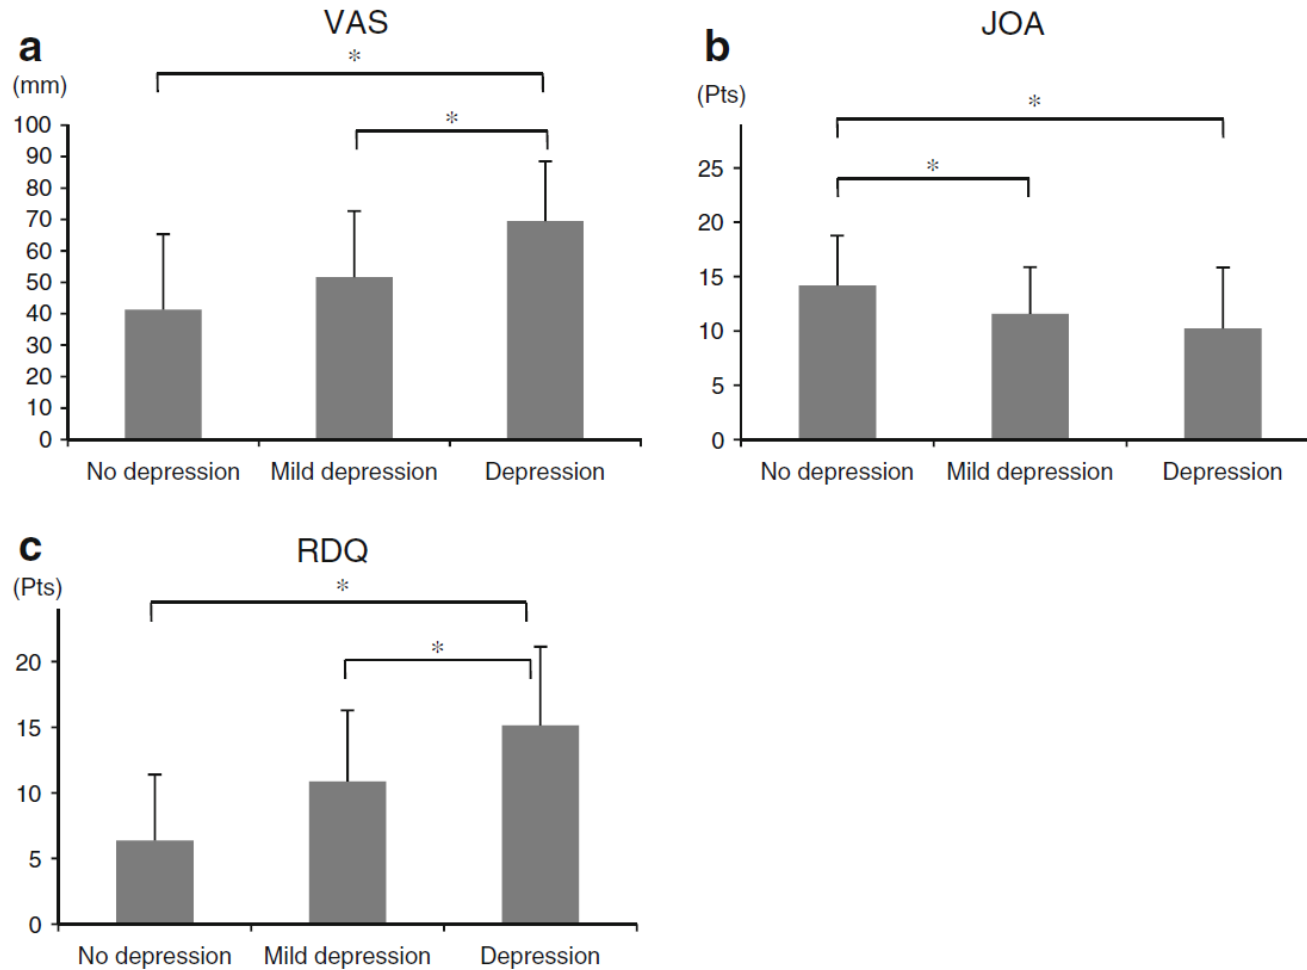 a
VAS
(mm)
*
*
100
90
80
70
60
50
40
30
20
10
0
No depression Mild depression Depression
b
JOA
(Pts)
*
*
25
20
15
10
5
0
No depression Mild depression Depression
c
RDQ
(Pts)
*
*
20
15
10
5
0
No depression Mild depression Depression